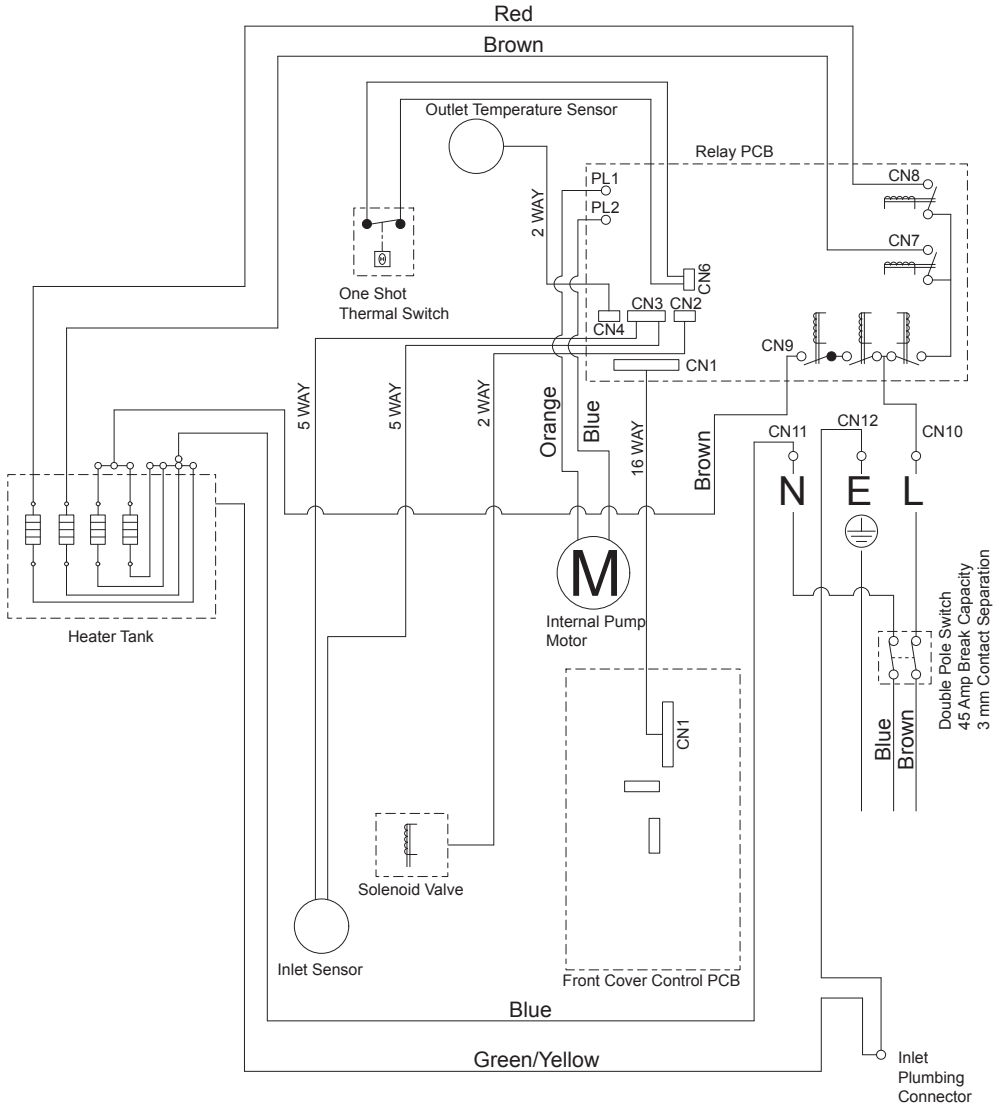 Red
Brown
Outlet Temperature Sensor
Relay PCB
PL1
PL2
CN8
CN7
2 WAY
CN6
One Shot
Thermal Switch
CN3
CN2
CN4
CN9
CN1
5 WAY
5 WAY
2 WAY
Orange
Blue
16 WAY
Brown
CN11
CN12
CN10
N
E
L
M
Heater Tank
Internal Pump
Motor
Double Pole Switch
45 Amp Break Capacity
3 mm Contact Separation
CN1
Blue
Brown
Solenoid Valve
Inlet Sensor
Front Cover Control PCB
Blue
Green/Yellow
Inlet
Plumbing
Connector